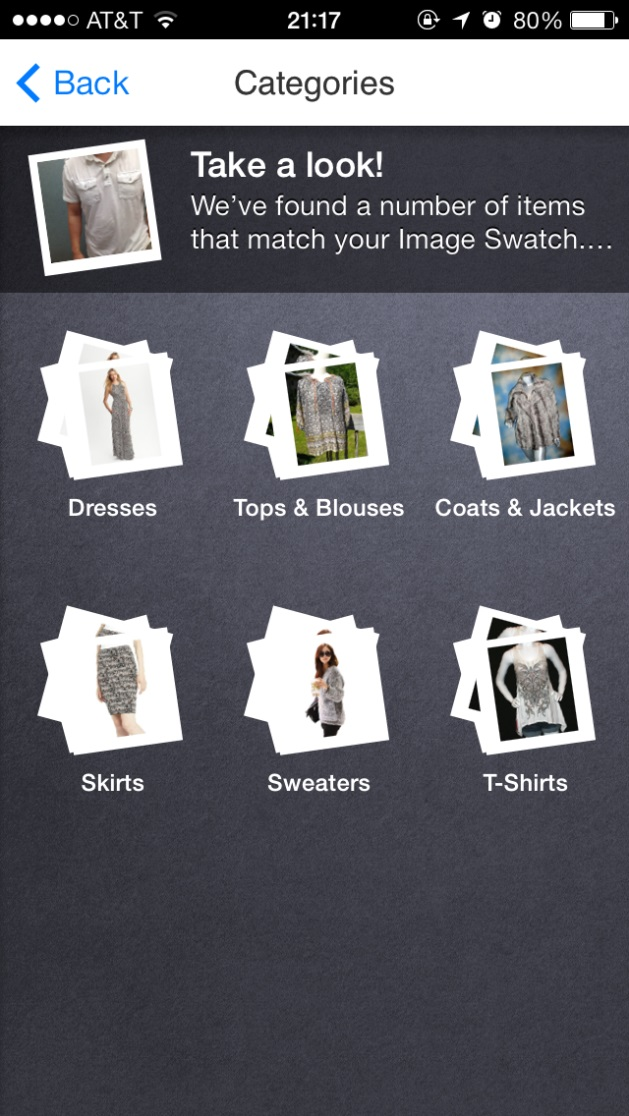 AT&T 21:17 80%
Back Categories
Take a look!
We’ve found a number of items
that match your Image Swatch....
Dresses Tops & Blouses Coats & Jackets
Skirts Sweaters T-Shirts